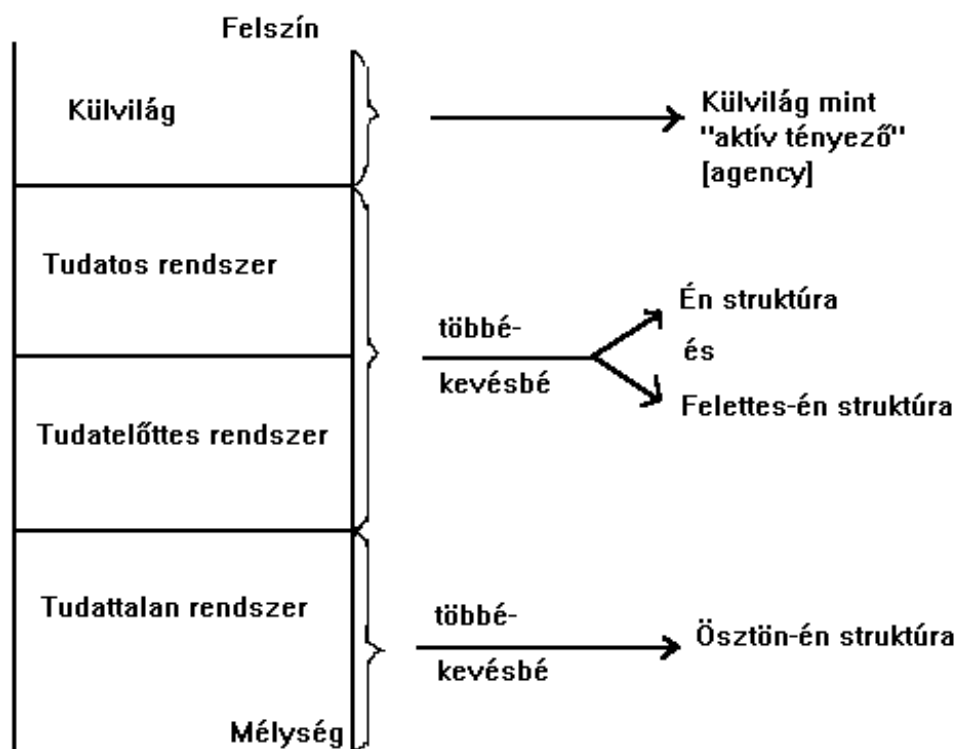 Felszín
Külvilág
Külvilág mint
"aktív tényező"
[agency]
Tudatos rendszer
Én struktúra
többé-
és
kevésbé
Felettes-én struktúra
Tudatelőttes rendszer
Tudattalan rendszer
többé-
Ösztön-én struktúra
kevésbé
Mélység